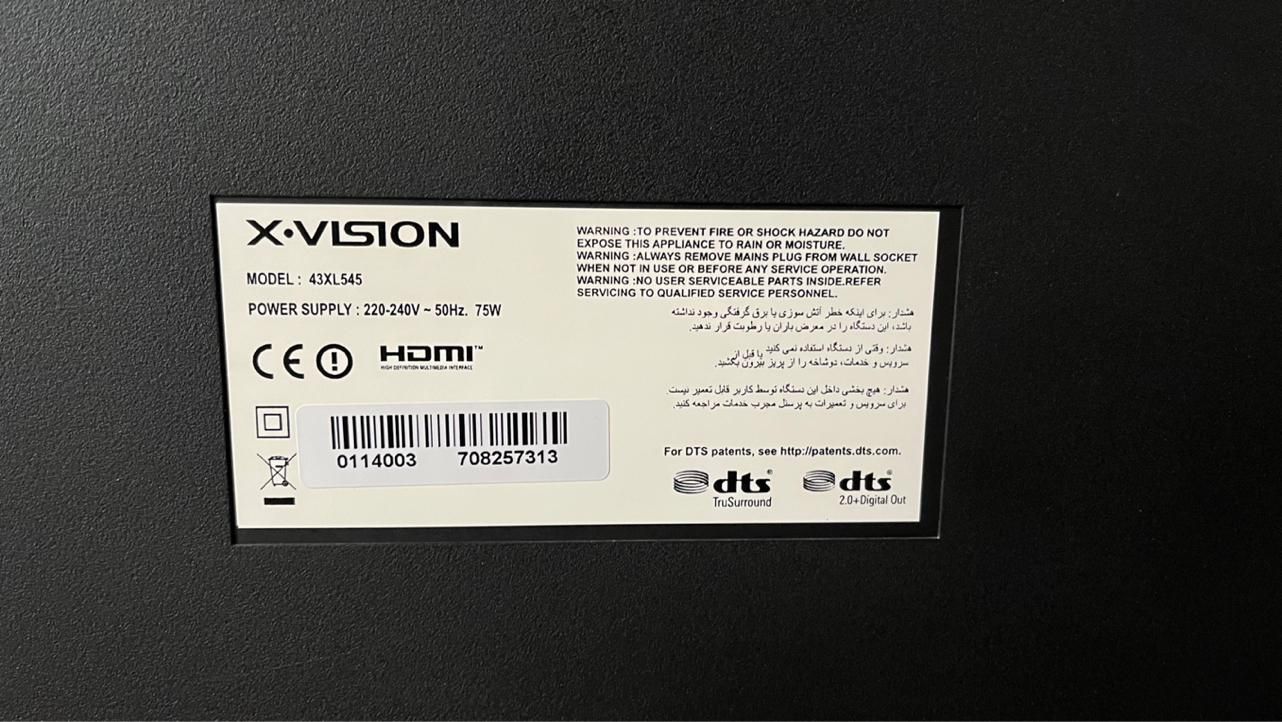 X·VISION
MODEL : 43XL545
POWER SUPPLY : 220-240V ~ 50Hz. 75W
CE
HDMI™
HIGH DEFINITION MULTIMEDIA INTERFACE
0114003 708257313
WARNING :TO PREVENT FIRE OR SHOCK HAZARD DO NOT
EXPOSE THIS APPLIANCE TO RAIN OR MOISTURE.
WARNING :ALWAYS REMOVE MAINS PLUG FROM WALL SOCKET
WHEN NOT IN USE OR BEFORE ANY SERVICE OPERATION.
WARNING :NO USER SERVICEABLE PARTS INSIDE.REFER
SERVICING TO QUALIFIED SERVICE PERSONNEL.
هشدار: برای اینکه خطر آتش سوزی یا برق گرفتگی وجود نداشته
باشد، این دستگاه را در معرض باران یا رطوبت قرار ندهید.
هشدار: وقتی از دستگاه استفاده نمی کنید یا قبل از
سرویس و خدمات، دوشاخه را از پریز بیرون بکشید.
هشدار: هیچ بخشی داخل این دستگاه توسط کاربر قابل تعمیر نیست.
برای سرویس و تعمیرات به پرسنل مجرب خدمات مراجعه کنید.
For DTS patents, see http://patents.dts.com.
dts®
TruSurround
dts®
2.0+Digital Out